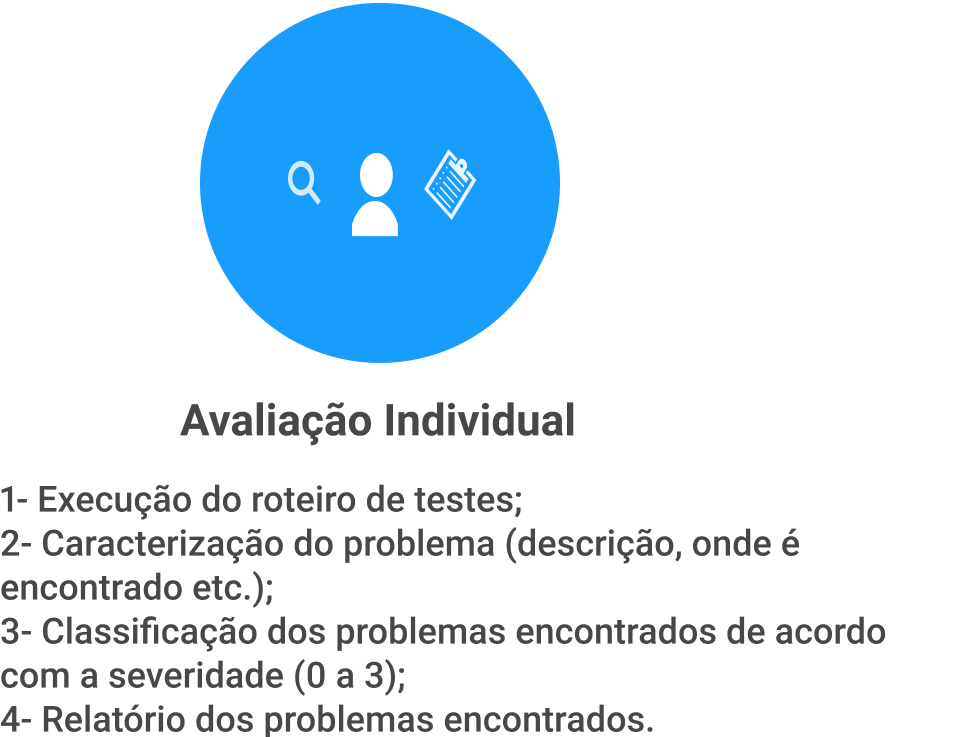 Avaliação Individual
1- Execução do roteiro de testes;
2- Caracterização do problema (descrição, onde é
encontrado etc.);
3- Classificação dos problemas encontrados de acordo
com a severidade (0 a 3);
4- Relatório dos problemas encontrados.